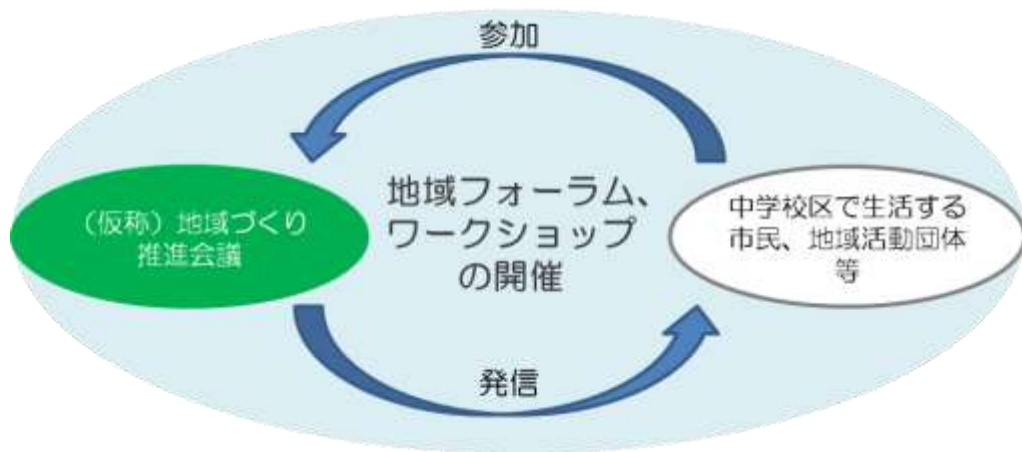 参加
（仮称）地域づくり
推進会議
地域フォーラム、
ワークショップ
の開催
中学校区で生活する
市民、地域活動団体
等
発信